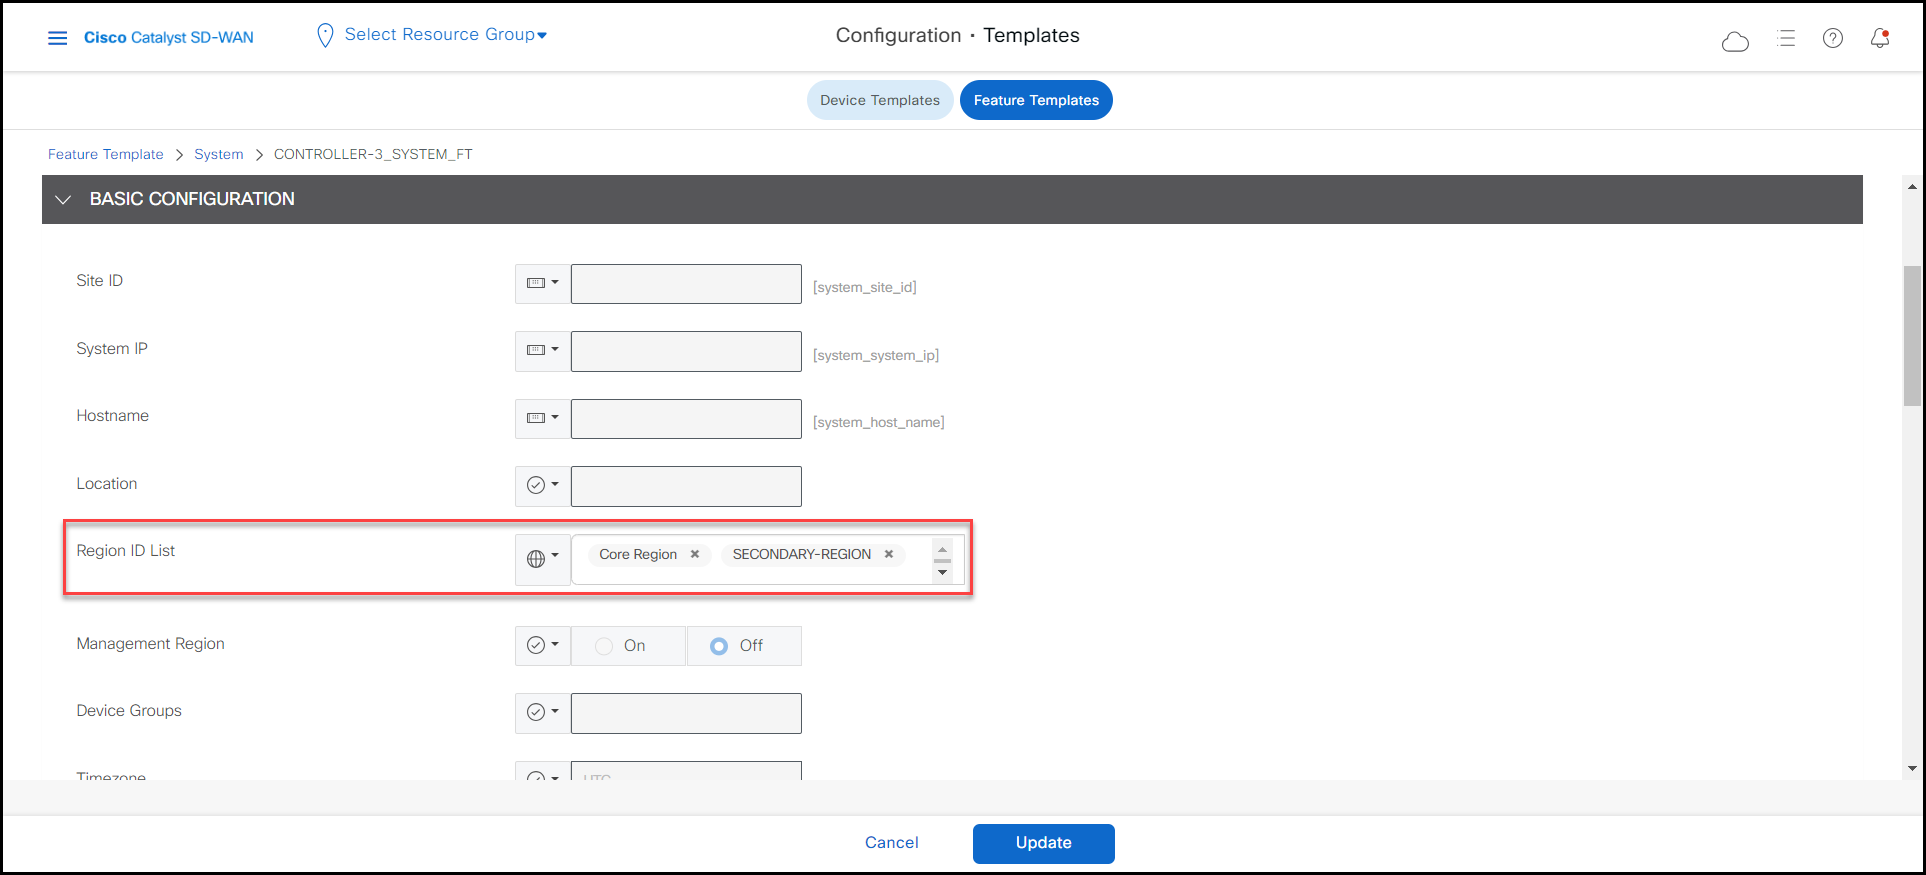 Cisco Catalyst SD-WAN
Select Resource Group
Configuration · Templates
Device Templates
Feature Templates
Feature Template > System > CONTROLLER-3_SYSTEM_FT
BASIC CONFIGURATION
Site ID
[system_site_id]
System IP
[system_system_ip]
Hostname
[system_host_name]
Location
Region ID List
Core Region
SECONDARY-REGION
Management Region
On
Off
Device Groups
Timezone
UTC
Cancel
Update